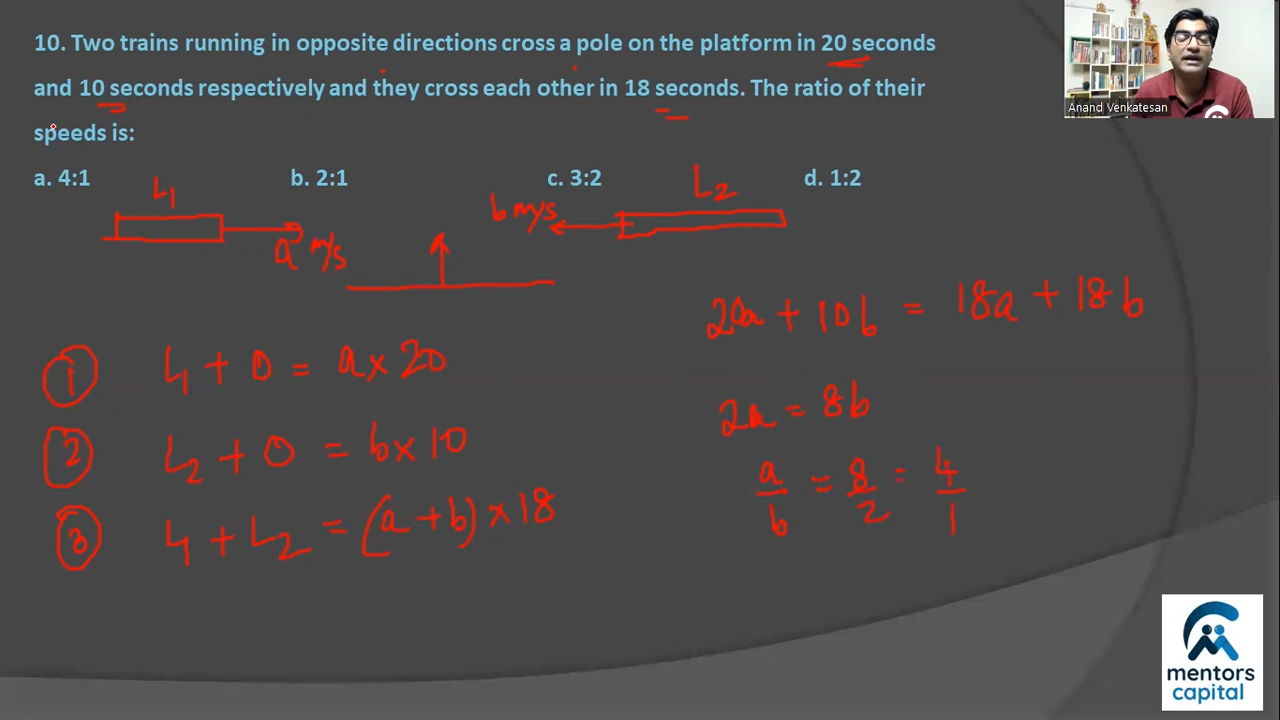 10. Two trains running in opposite directions cross a pole on the platform in 20 seconds
and 10 seconds respectively and they cross each other in 18 seconds. The ratio of their
speeds is:
a. 4:1 b. 2:1 c. 3:2 d. 1:2
Anand Venkatesan
L1
a m/s
b m/s
L2
① L1 + 0 = a × 20
② L2 + 0 = b × 10
③ L1 + L2 = (a + b) × 18
20a + 10b = 18a + 18b
2a = 8b
a/b = 8/2 = 4/1
mentors
capital